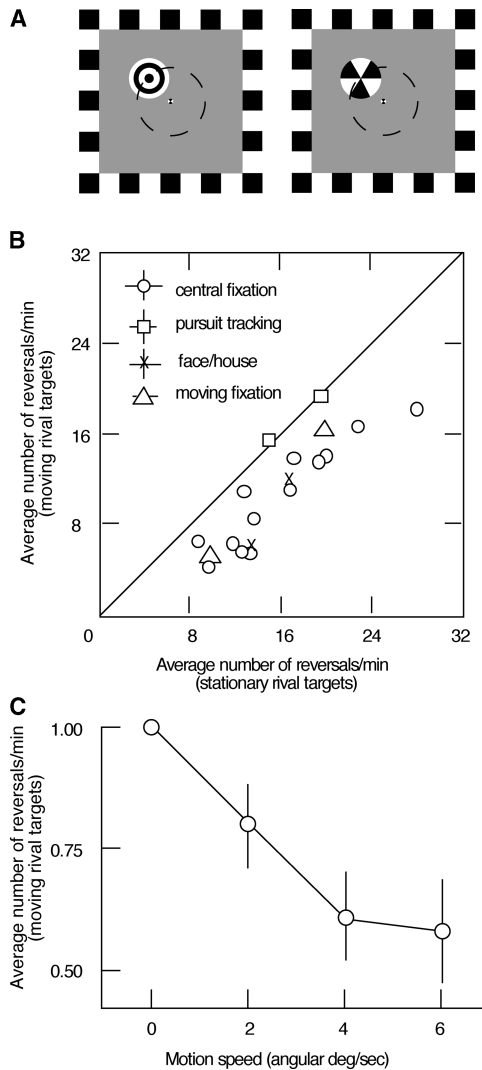 A
B
32
24
16
8
0
8
16
24
32
central fixation
pursuit tracking
face/house
moving fixation
Average number of reversals/min
(moving rival targets)
Average number of reversals/min
(stationary rival targets)
C
1.00
0.75
0.50
0
2
4
6
Average number of reversals/min
(moving rival targets)
Motion speed (angular deg/sec)